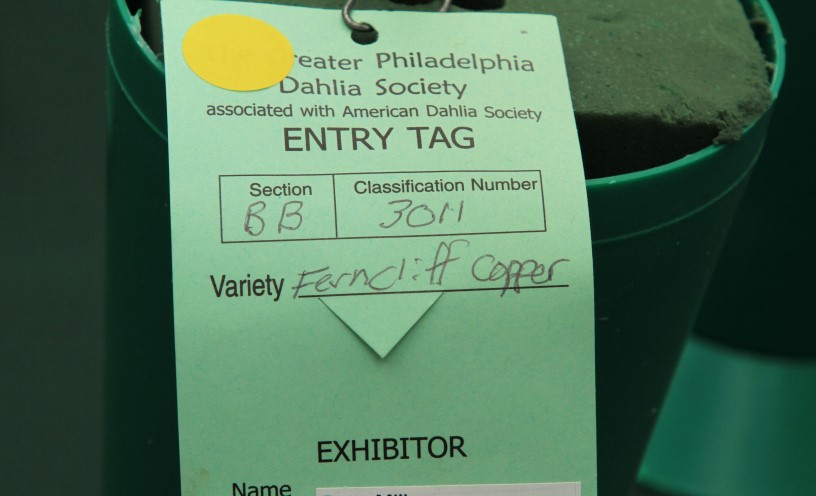 reater Philadelphia
Dahlia Society
associated with American Dahlia Society
ENTRY TAG
Section Classification Number
BB 3011
Variety Ferncliff Copper
EXHIBITOR
Name